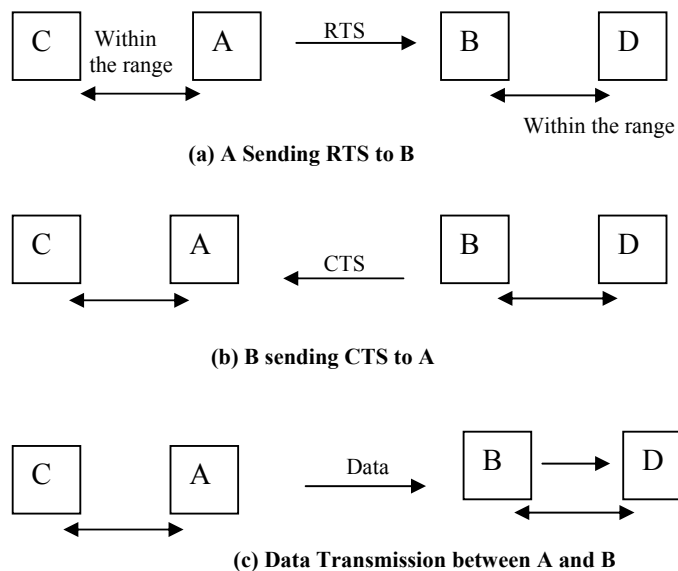 C Within the range A RTS B D
Within the range
(a) A Sending RTS to B
C A CTS B D
(b) B sending CTS to A
C A Data B D
(c) Data Transmission between A and B